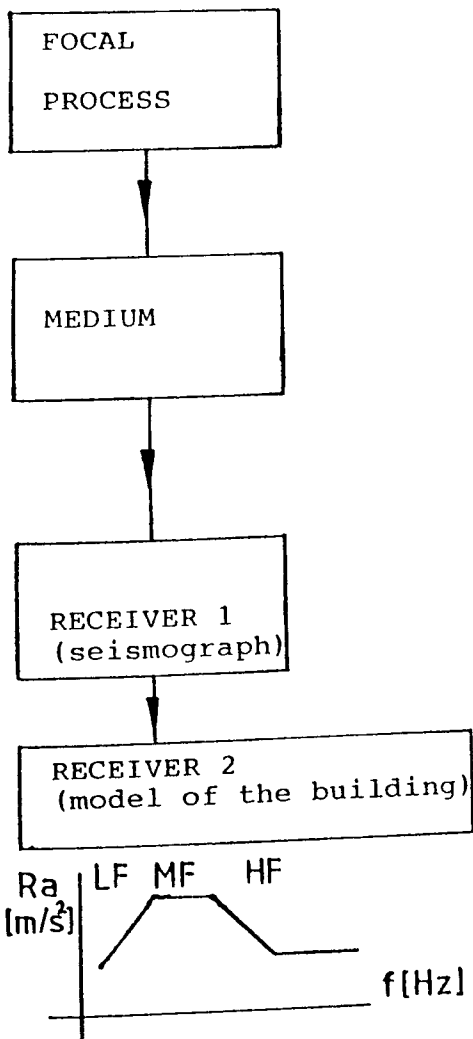 FOCAL
PROCESS
MEDIUM
RECEIVER 1
(seismograph)
RECEIVER 2
(model of the building)
Ra LF MF HF
[m/s²]
f[Hz]